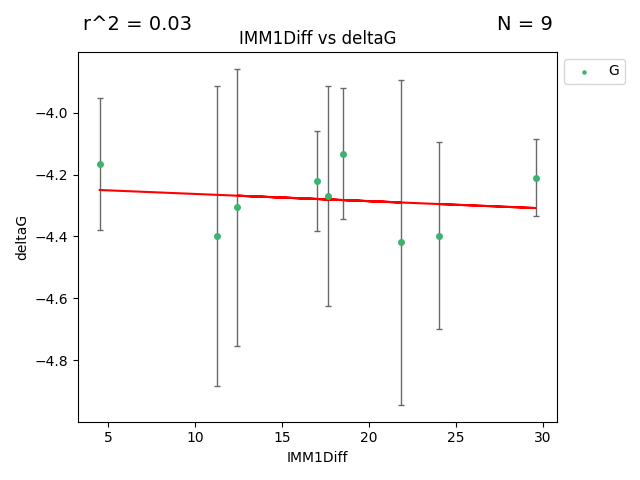 r^2 = 0.03
N = 9
IMM1Diff vs deltaG
G
deltaG
−4.0
−4.2
−4.4
−4.6
−4.8
5
10
15
20
25
30
IMM1Diff